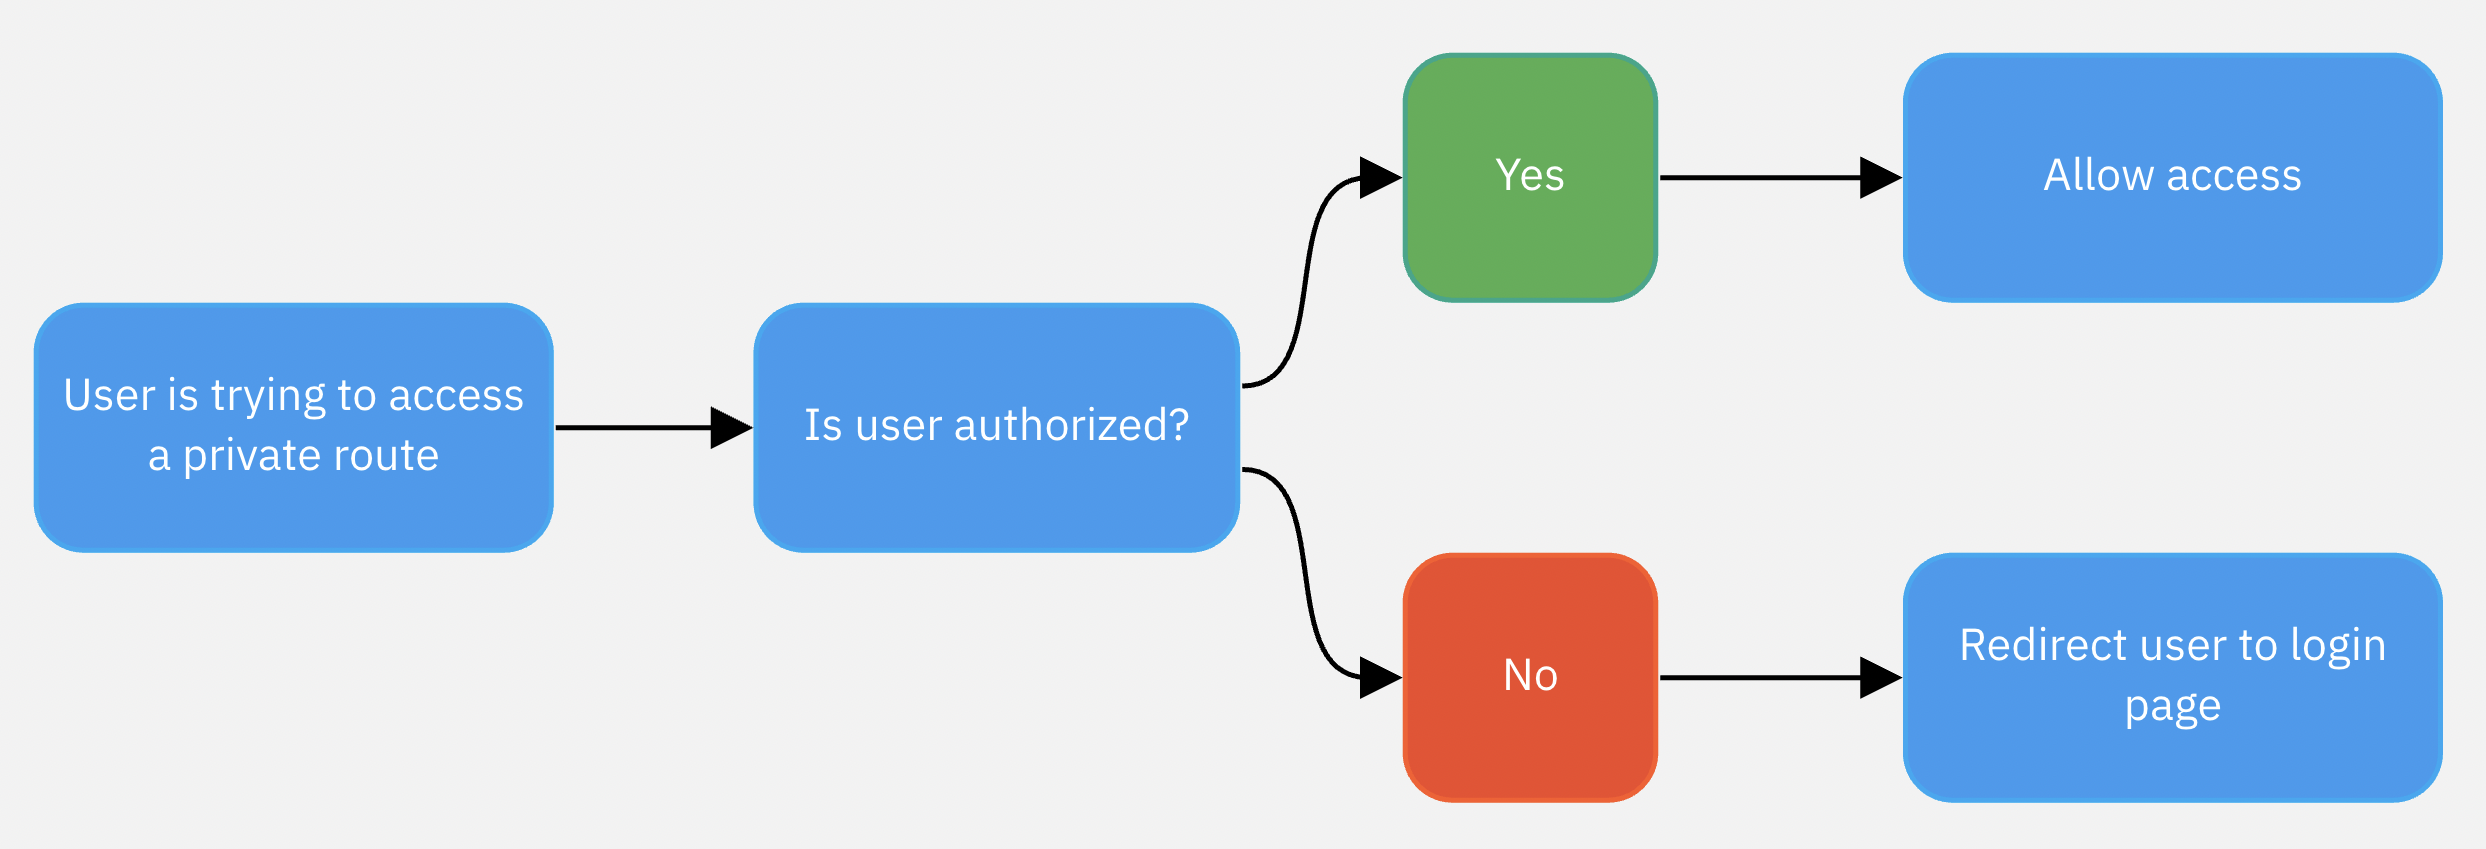 User is trying to access
a private route
Is user authorized?
Yes
Allow access
No
Redirect user to login
page